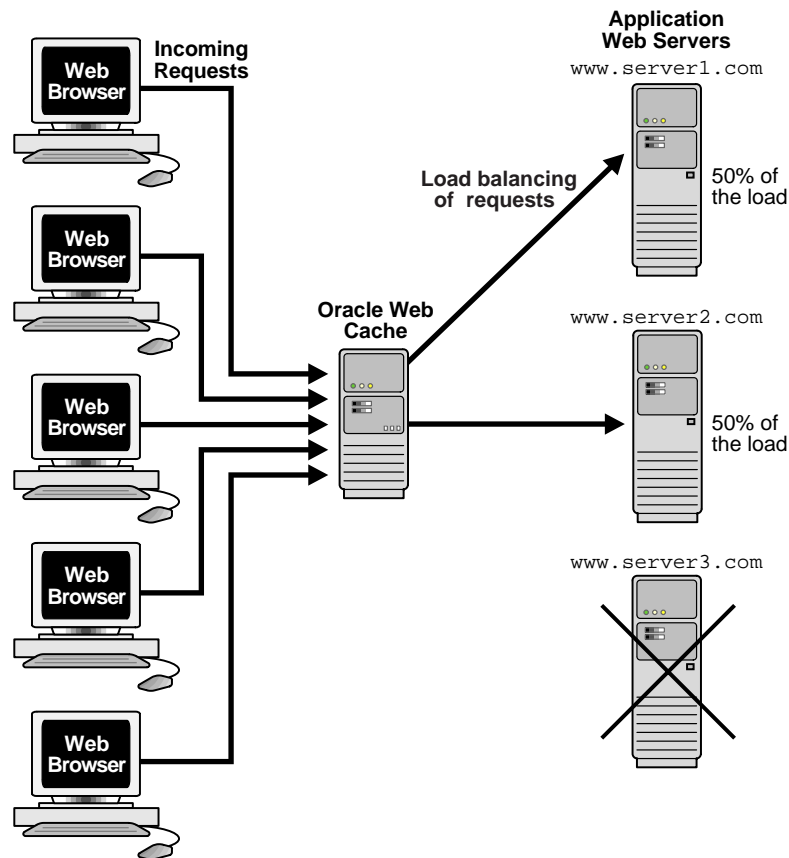 Application
Web Servers
Incoming
Requests
www.server1.com
Web
Browser
Load balancing
of requests
50% of
the load
Web
Browser
Oracle Web
Cache
www.server2.com
Web
Browser
50% of
the load
Web
Browser
www.server3.com
Web
Browser